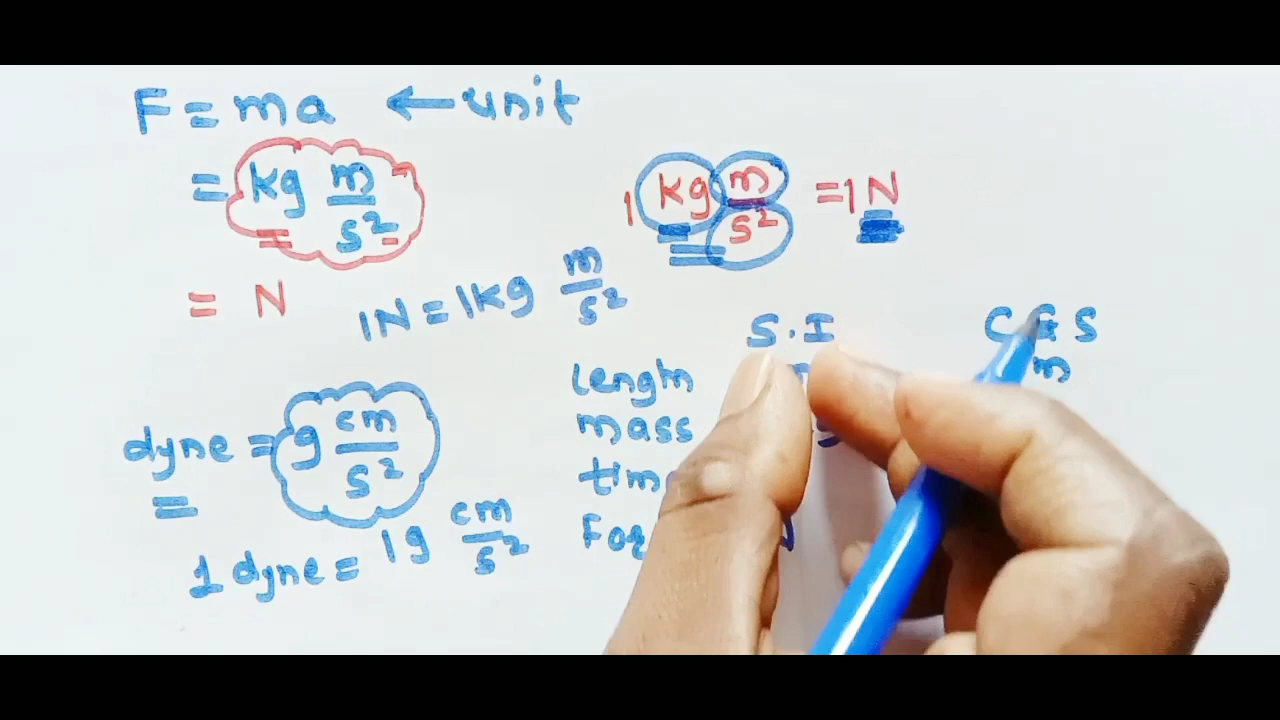 F = ma ← unit
= kg m/s²
= N
1 kg m/s² = 1 N
1N = 1kg m/s²
dyne = g cm/s²
1 dyne = 1g cm/s²
S.I C G S
length m
mass